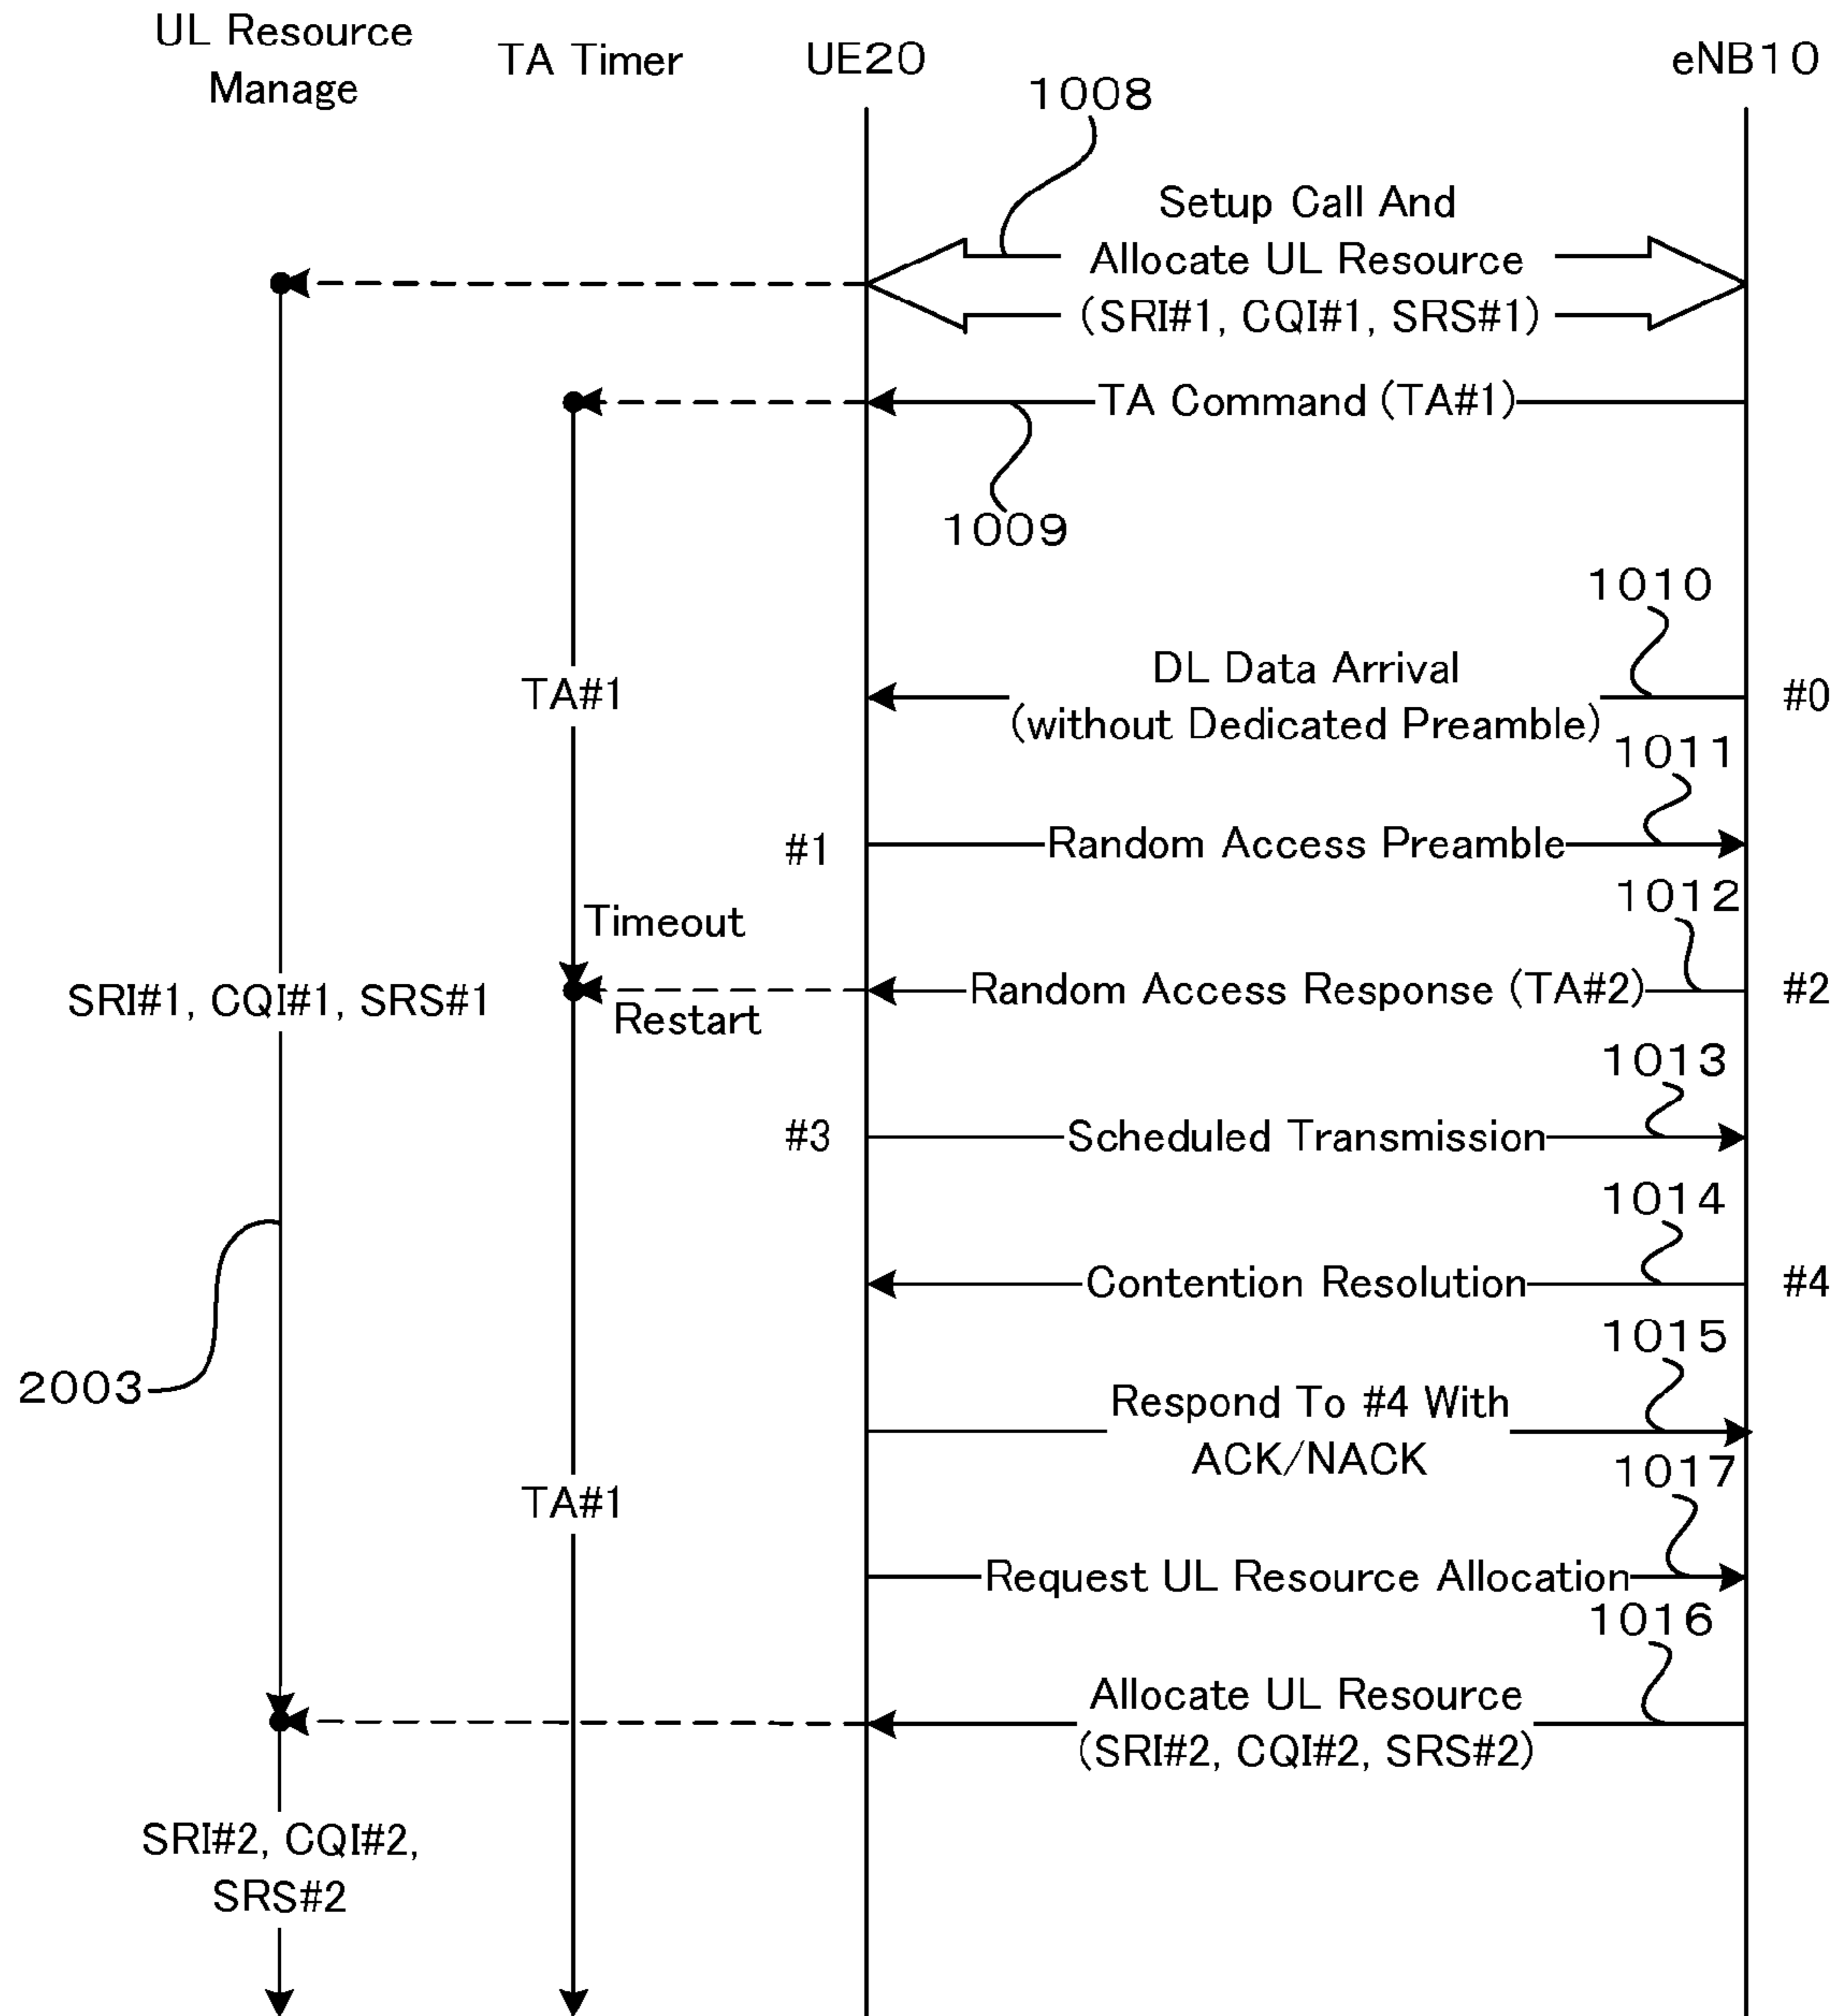 UL Resource
Manage
TA Timer
UE20
eNB10
1008
Setup Call And
Allocate UL Resource
(SRI#1, CQI#1, SRS#1)
TA Command (TA#1)
1009
1010
DL Data Arrival
(without Dedicated Preamble)
#0
TA#1
1011
#1
Random Access Preamble
1012
Timeout
SRI#1, CQI#1, SRS#1
Restart
Random Access Response (TA#2)
#2
1013
#3
Scheduled Transmission
1014
Contention Resolution
#4
2003
1015
Respond To #4 With
ACK/NACK
1017
TA#1
Request UL Resource Allocation
1016
Allocate UL Resource
(SRI#2, CQI#2, SRS#2)
SRI#2, CQI#2,
SRS#2